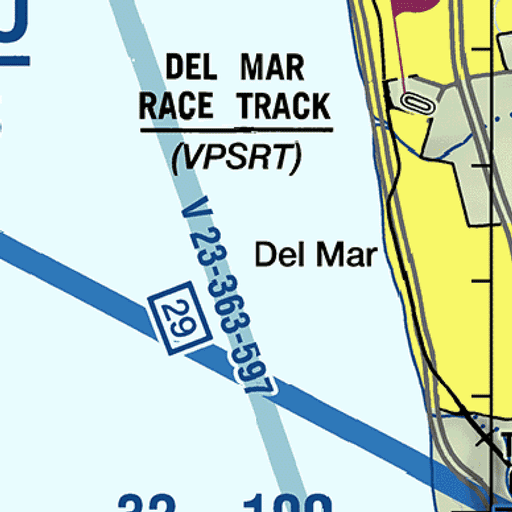 DEL MAR
RACE TRACK
(VPSRT)
V 23-363-597
Del Mar
29